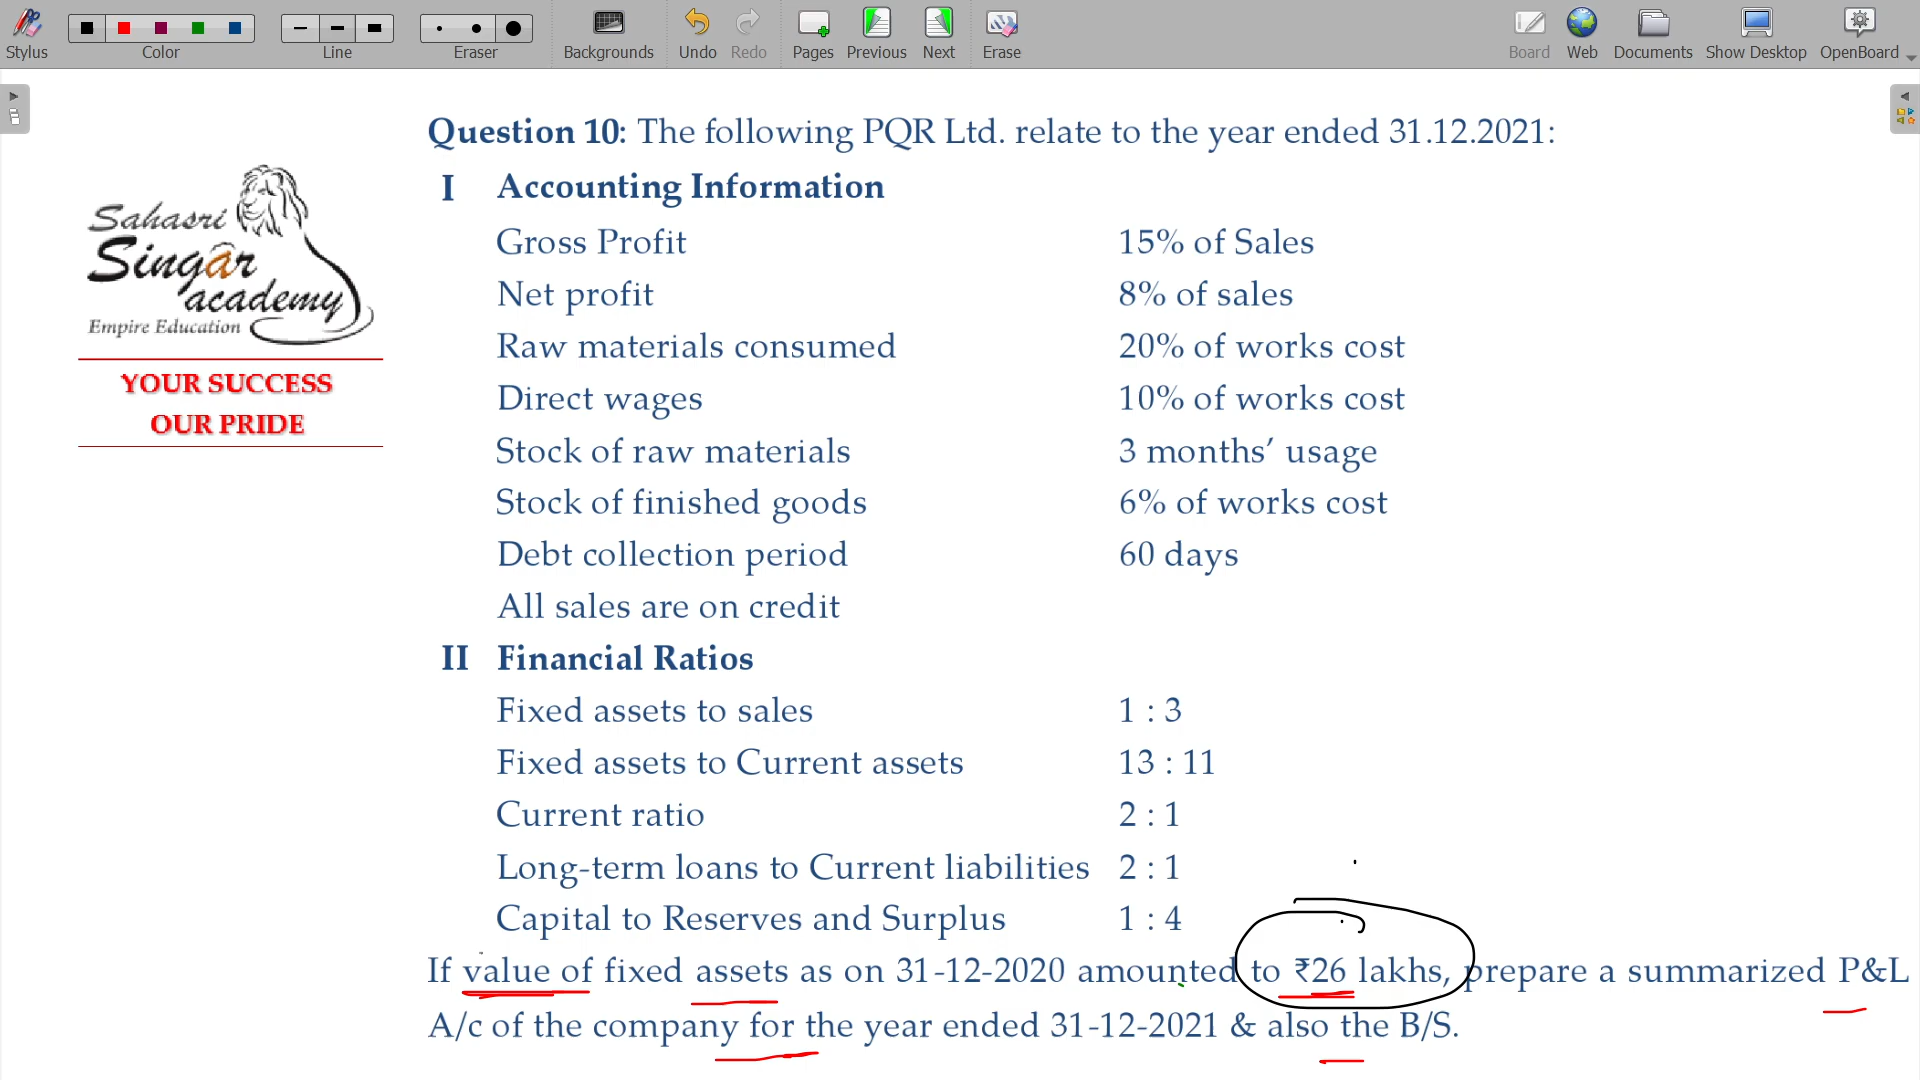 Stylus Color Line Eraser Backgrounds Undo Redo Pages Previous Next Erase Board Web Documents Show Desktop OpenBoard
Sahasri
Singar
academy
Empire Education
YOUR SUCCESS
OUR PRIDE
Question 10: The following PQR Ltd. relate to the year ended 31.12.2021:
I Accounting Information
Gross Profit 15% of Sales
Net profit 8% of sales
Raw materials consumed 20% of works cost
Direct wages 10% of works cost
Stock of raw materials 3 months’ usage
Stock of finished goods 6% of works cost
Debt collection period 60 days
All sales are on credit
II Financial Ratios
Fixed assets to sales 1 : 3
Fixed assets to Current assets 13 : 11
Current ratio 2 : 1
Long-term loans to Current liabilities 2 : 1
Capital to Reserves and Surplus 1 : 4
If value of fixed assets as on 31-12-2020 amounted to ₹26 lakhs, prepare a summarized P&L
A/c of the company for the year ended 31-12-2021 & also the B/S.